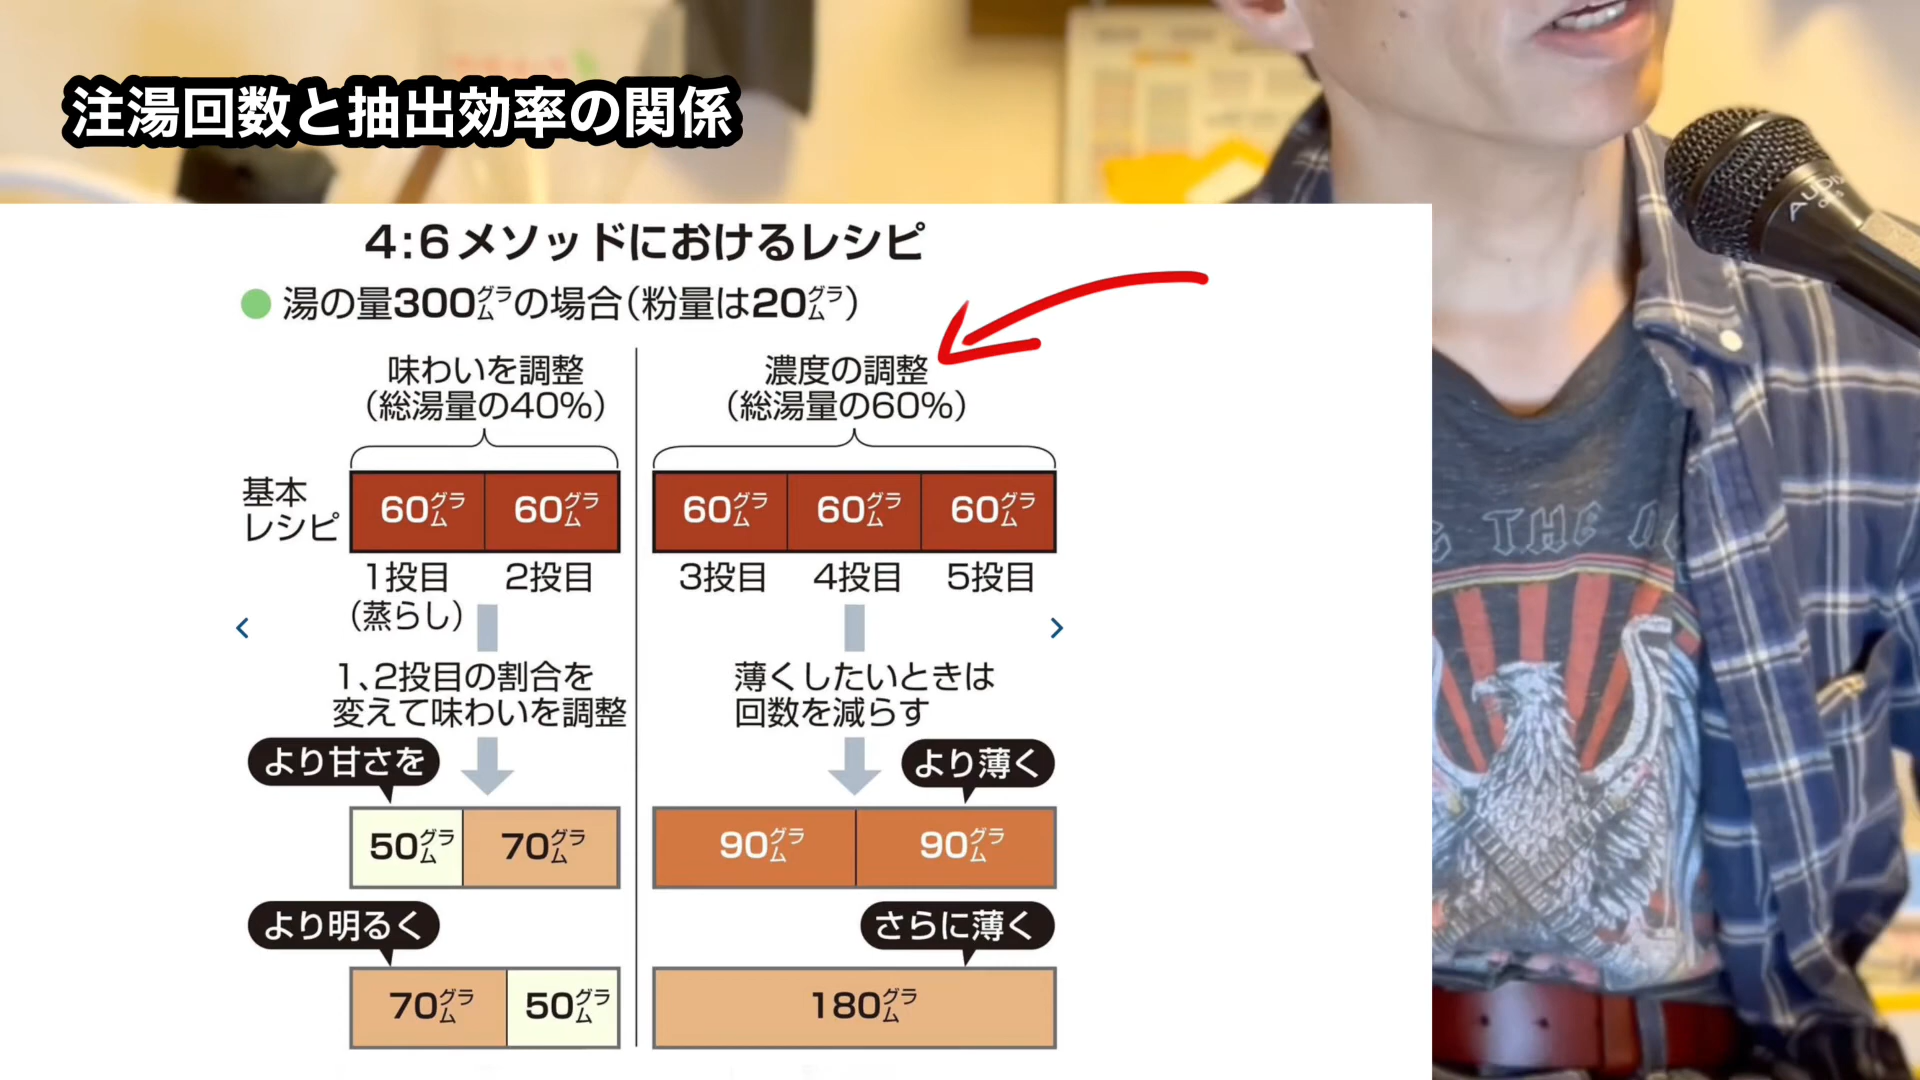 注湯回数と抽出効率の関係
4:6メソッドにおけるレシピ
湯の量300グラムの場合(粉量は20グラム)
味わいを調整
(総湯量の40%)
濃度の調整
(総湯量の60%)
基本
レシピ
60グラム 60グラム 60グラム 60グラム 60グラム
1投目 2投目 3投目 4投目 5投目
(蒸らし)
1、2投目の割合を
変えて味わいを調整
薄くしたいときは
回数を減らす
より甘さを
より薄く
50グラム 70グラム 90グラム 90グラム
より明るく
さらに薄く
70グラム 50グラム 180グラム
AUDIX
THE